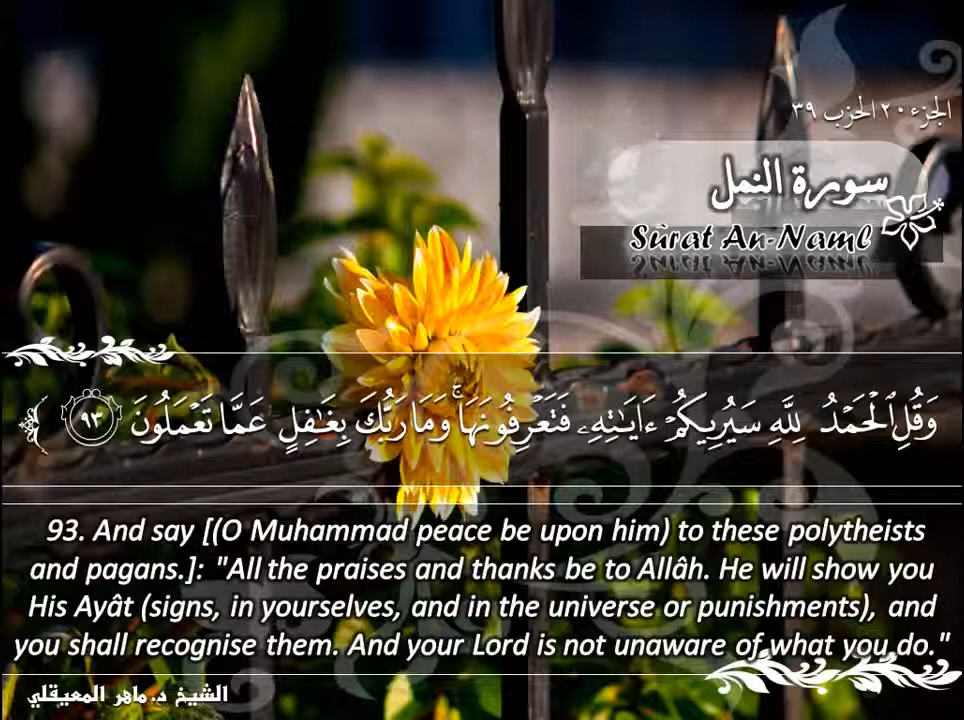 الجزء ٢٠ الحزب ٣٩
سورة النمل
Sûrat An-Naml
وَقُلِ ٱلْحَمْدُ لِلَّهِ سَيُرِيكُمْ ءَايَـٰتِهِۦ فَتَعْرِفُونَهَا ۚ وَمَا رَبُّكَ بِغَـٰفِلٍ عَمَّا تَعْمَلُونَ ٩٣
93. And say [(O Muhammad peace be upon him) to these polytheists
and pagans.]: "All the praises and thanks be to Allâh. He will show you
His Ayât (signs, in yourselves, and in the universe or punishments), and
you shall recognise them. And your Lord is not unaware of what you do."
الشيخ د. ماهر المعيقلي